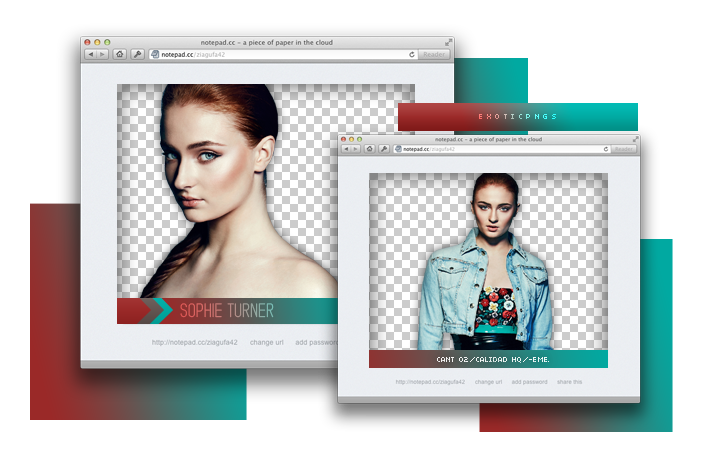 notepad.cc – a piece of paper in the cloud
notepad.cc/ziagufa42
Reader
EXOTICPNGS
notepad.cc – a piece of paper in the cloud
notepad.cc/ziagufa42
Reader
SOPHIE TURNER
http://notepad.cc/ziagufa42 change url add password
CANT 02/CALIDAD HQ/-EME.
http://notepad.cc/ziagufa42 change url add password share this